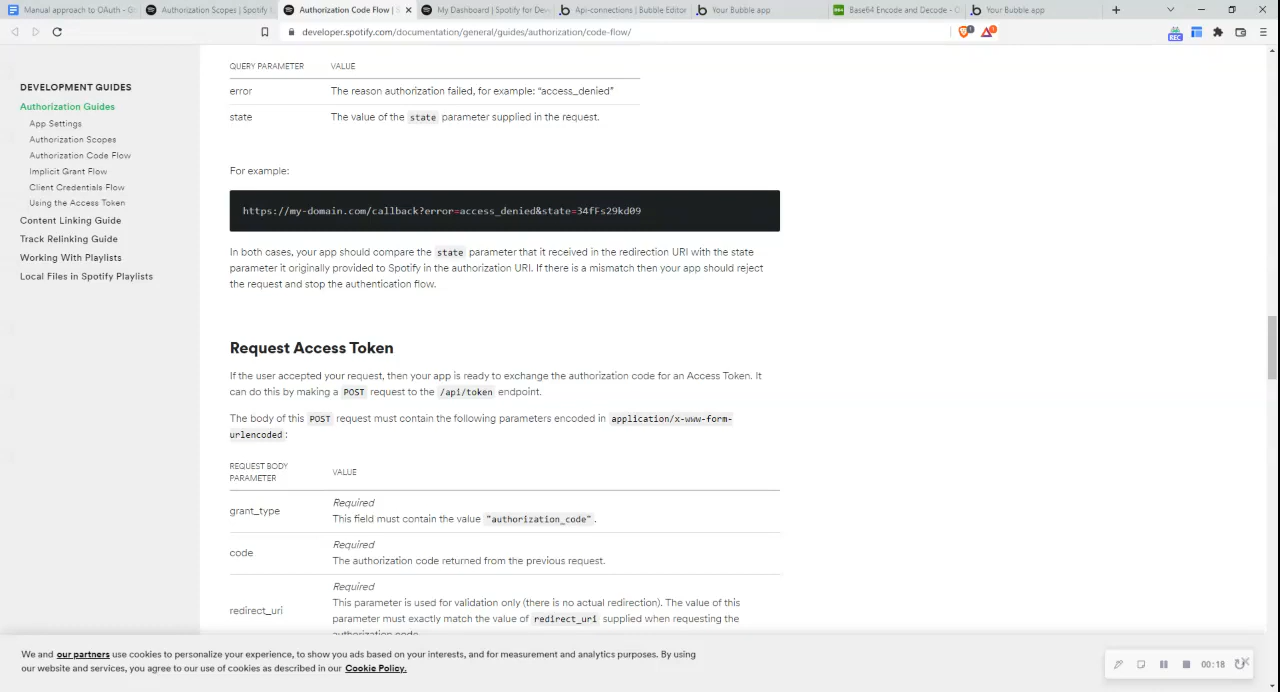 Manual approach to OAuth - G
Authorization Scopes | Spotify
Authorization Code Flow |
My Dashboard | Spotify for Dev
Api-connections | Bubble Editor
Your Bubble app
Base64 Encode and Decode - O
Your Bubble app
developer.spotify.com/documentation/general/guides/authorization/code-flow/
REC
DEVELOPMENT GUIDES
Authorization Guides
App Settings
Authorization Scopes
Authorization Code Flow
Implicit Grant Flow
Client Credentials Flow
Using the Access Token
Content Linking Guide
Track Relinking Guide
Working With Playlists
Local Files in Spotify Playlists
QUERY PARAMETER VALUE
error The reason authorization failed, for example: “access_denied”
state The value of the state parameter supplied in the request.
For example:
https://my-domain.com/callback?error=access_denied&state=34fFs29kd09
In both cases, your app should compare the state parameter that it received in the redirection URI with the state
parameter it originally provided to Spotify in the authorization URI. If there is a mismatch then your app should reject
the request and stop the authentication flow.
Request Access Token
If the user accepted your request, then your app is ready to exchange the authorization code for an Access Token. It
can do this by making a POST request to the /api/token endpoint.
The body of this POST request must contain the following parameters encoded in application/x-www-form-
urlencoded:
REQUEST BODY
PARAMETER
VALUE
grant_type
Required
This field must contain the value "authorization_code".
code
Required
The authorization code returned from the previous request.
redirect_uri
Required
This parameter is used for validation only (there is no actual redirection). The value of this
parameter must exactly match the value of redirect_uri supplied when requesting the
authorization code.
We and our partners use cookies to personalize your experience, to show you ads based on your interests, and for measurement and analytics purposes. By using
our website and services, you agree to our use of cookies as described in our Cookie Policy.
00:18